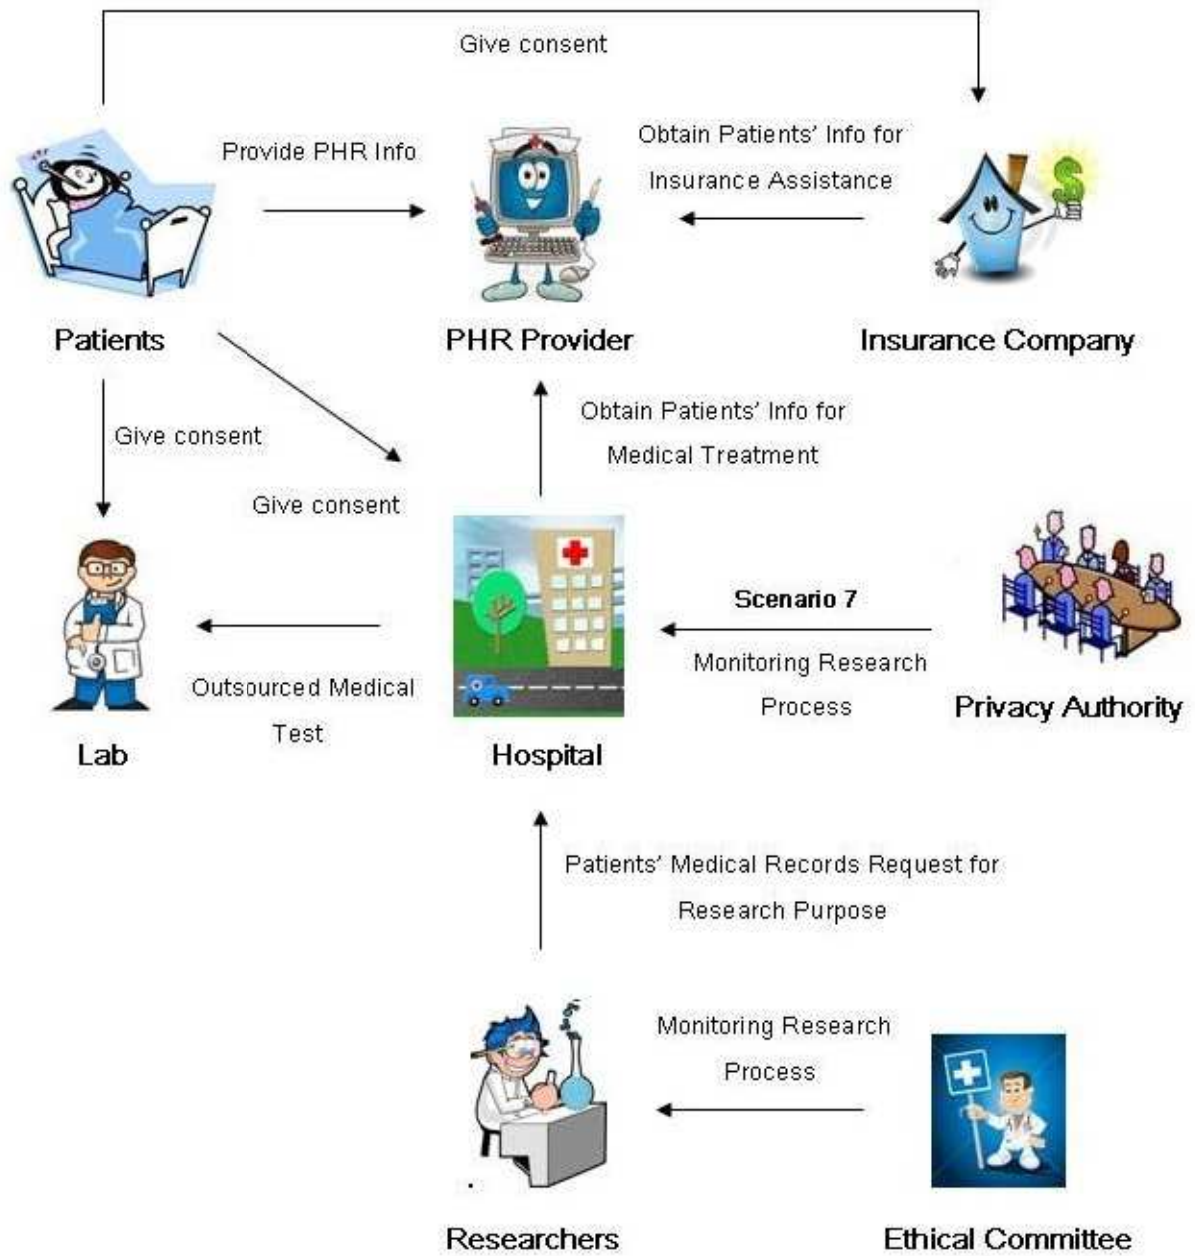 Give consent
Provide PHR Info
Obtain Patients' Info for
Insurance Assistance
Patients
PHR Provider
Insurance Company
Give consent
Give consent
Obtain Patients' Info for
Medical Treatment
Scenario 7
Monitoring Research
Process
Outsourced Medical
Test
Lab
Hospital
Privacy Authority
Patients' Medical Records Request for
Research Purpose
Monitoring Research
Process
Researchers
Ethical Committee